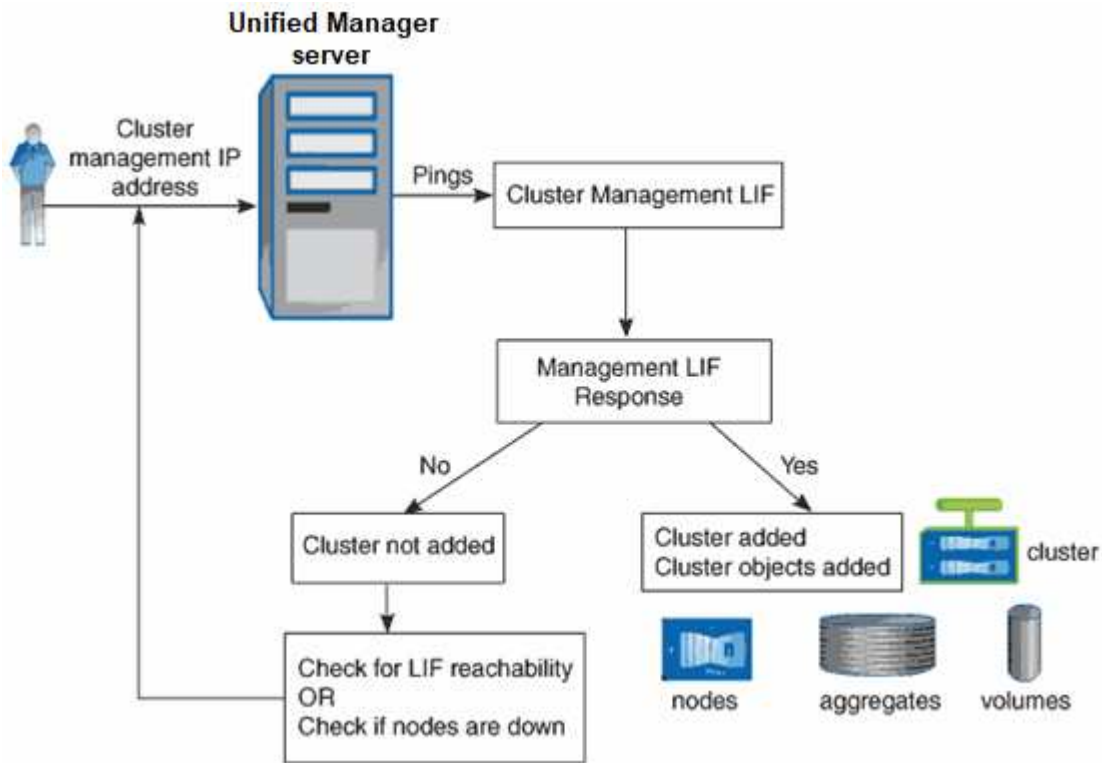 Unified Manager
server
Cluster
management IP
address
Pings
Cluster Management LIF
Management LIF
Response
No
Yes
Cluster not added
Cluster added
Cluster objects added
cluster
Check for LIF reachability
OR
Check if nodes are down
nodes
aggregates
volumes